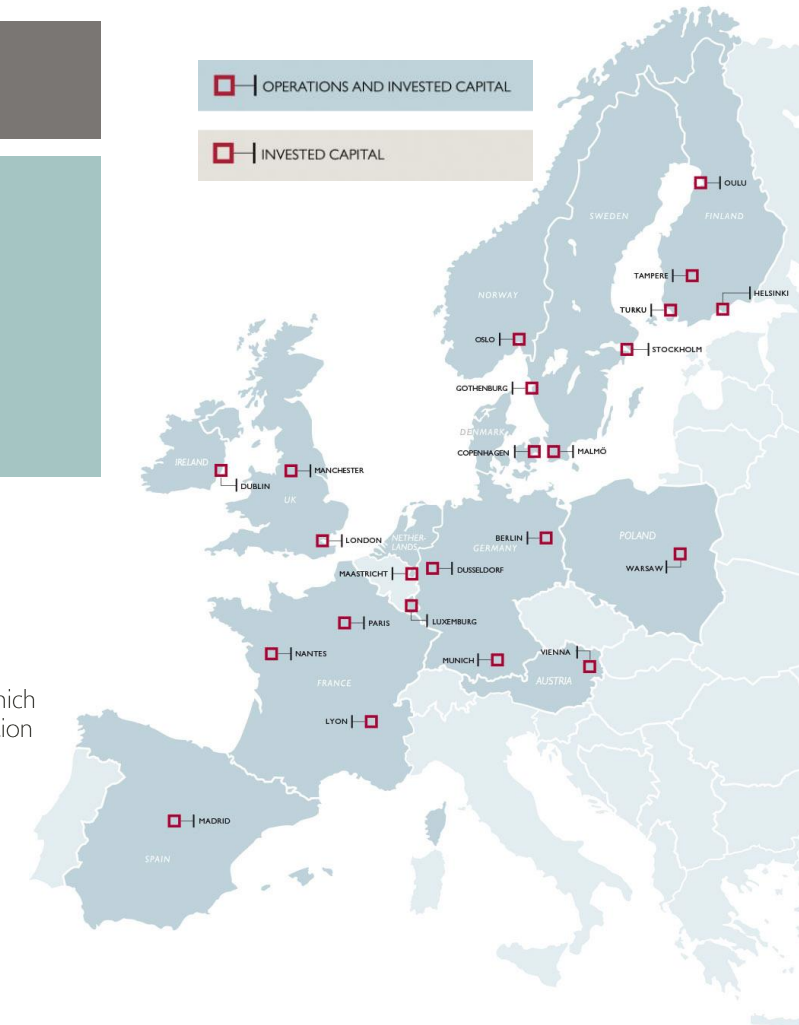 OPERATIONS AND INVESTED CAPITAL
INVESTED CAPITAL
OULU
SWEDEN
FINLAND
TAMPERE
HELSINKI
NORWAY
TURKU
OSLO
STOCKHOLM
GOTHENBURG
DENMARK
COPENHAGEN
MALMÖ
IRELAND
MANCHESTER
DUBLIN
UK
LONDON
NETHER-
LANDS
BERLIN
GERMANY
POLAND
MAASTRICHT
DUSSELDORF
WARSAW
LUXEMBURG
PARIS
NANTES
MUNICH
VIENNA
AUSTRIA
FRANCE
LYON
MADRID
SPAIN